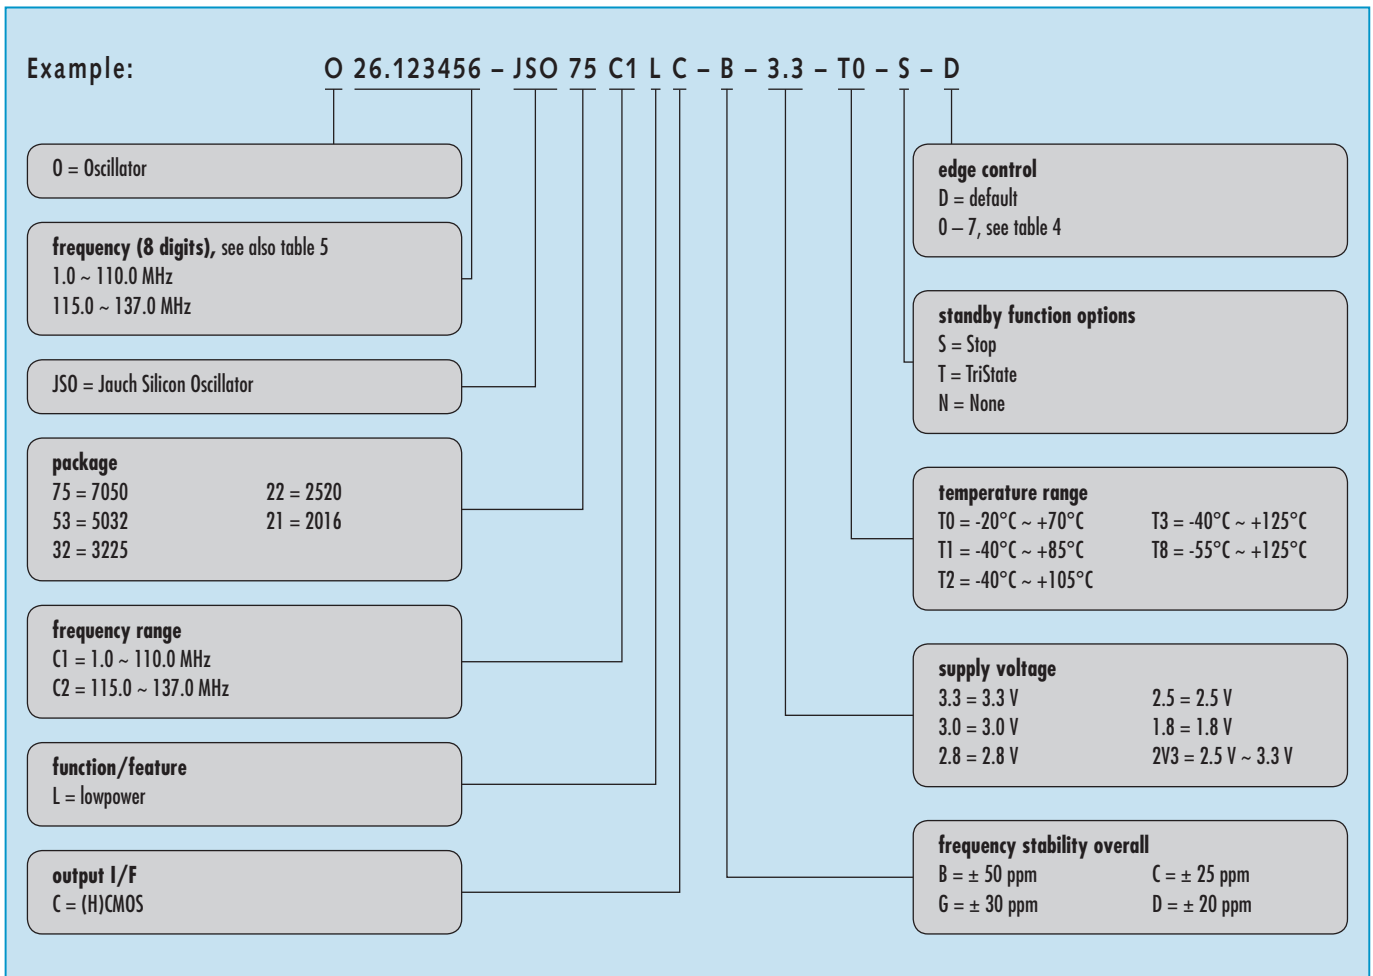 Example: O 26.123456 – JSO 75 C1 L C – B – 3.3 – T0 – S – D
O = Oscillator
frequency (8 digits), see also table 5
1.0 ~ 110.0 MHz
115.0 ~ 137.0 MHz
JSO = Jauch Silicon Oscillator
package
75 = 7050 22 = 2520
53 = 5032 21 = 2016
32 = 3225
frequency range
C1 = 1.0 ~ 110.0 MHz
C2 = 115.0 ~ 137.0 MHz
function/feature
L = lowpower
output I/F
C = (H)CMOS
edge control
D = default
0 – 7, see table 4
standby function options
S = Stop
T = TriState
N = None
temperature range
T0 = -20°C ~ +70°C T3 = -40°C ~ +125°C
T1 = -40°C ~ +85°C T8 = -55°C ~ +125°C
T2 = -40°C ~ +105°C
supply voltage
3.3 = 3.3 V 2.5 = 2.5 V
3.0 = 3.0 V 1.8 = 1.8 V
2.8 = 2.8 V 2V3 = 2.5 V ~ 3.3 V
frequency stability overall
B = ± 50 ppm C = ± 25 ppm
G = ± 30 ppm D = ± 20 ppm